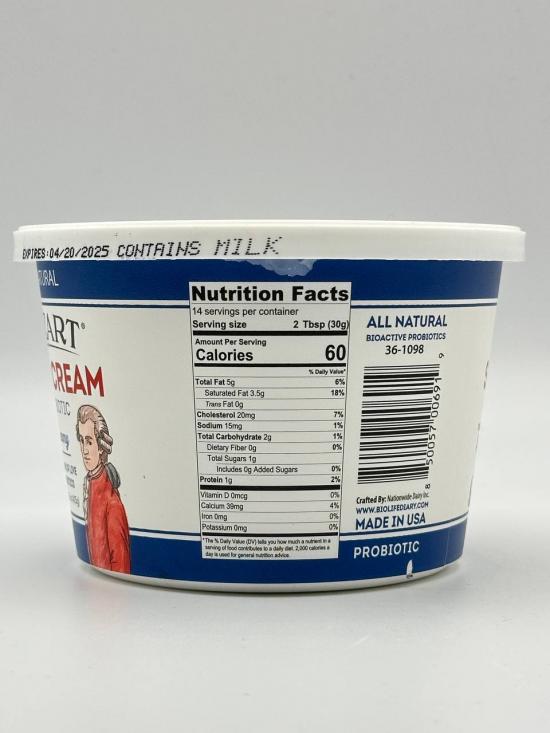 EXPIRES:04/20/2025 CONTAINS MILK
ART®
REAM
Nutrition Facts
14 servings per container
Serving size 2 Tbsp (30g)
Amount Per Serving
Calories 60
% Daily Value*
Total Fat 5g 6%
Saturated Fat 3.5g 18%
Trans Fat 0g
Cholesterol 20mg 7%
Sodium 15mg 1%
Total Carbohydrate 2g 1%
Dietary Fiber 0g 0%
Total Sugars 1g
Includes 0g Added Sugars 0%
Protein 1g 2%
Vitamin D 0mcg 0%
Calcium 39mg 4%
Iron 0mg 0%
Potassium 0mg 0%
*The % Daily Value (DV) tells you how much a nutrient in a
serving of food contributes to a daily diet. 2,000 calories a
day is used for general nutrition advice.
ALL NATURAL
BIOACTIVE PROBIOTICS
36-1098
8 50057 00691 9
Crafted By: Nationwide Dairy Inc.
WWW.BIOLIFEDIARY.COM
MADE IN USA
PROBIOTIC